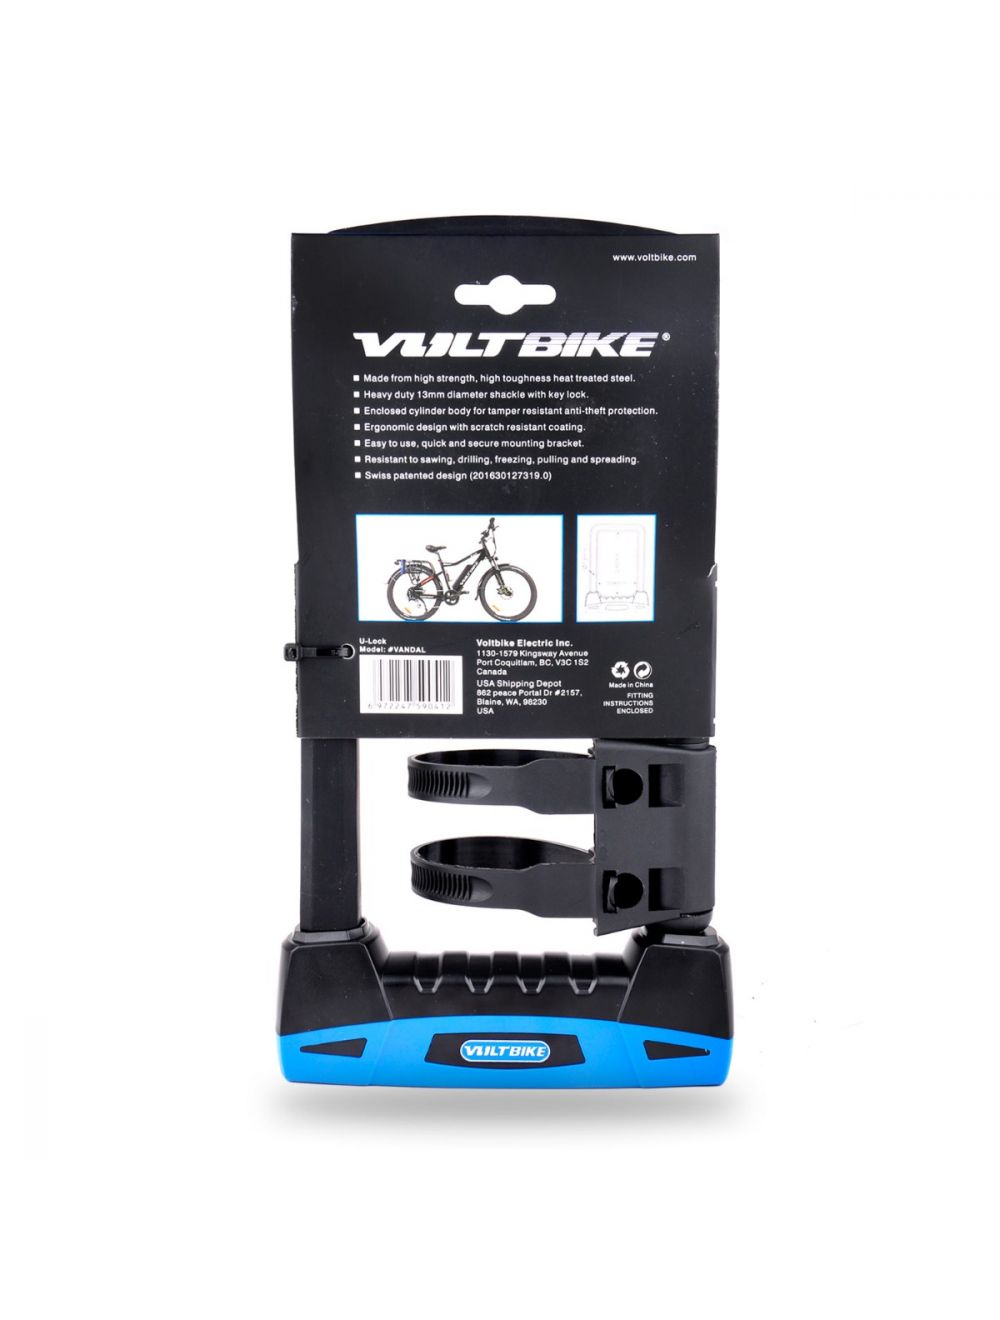 www.voltbike.com
VOLTBIKE®
Made from high strength, high toughness heat treated steel.
Heavy duty 13mm diameter shackle with key lock.
Enclosed cylinder body for tamper resistant anti-theft protection.
Ergonomic design with scratch resistant coating.
Easy to use, quick and secure mounting bracket.
Resistant to sawing, drilling, freezing, pulling and spreading.
Swiss patented design (201630127319.0)
U-Lock
Model: #VANDAL
6 972247 590412
Voltbike Electric Inc.
1130-1579 Kingsway Avenue
Port Coquitlam, BC, V3C 1S2
Canada
USA Shipping Depot
862 peace Portal Dr #2157,
Blaine, WA, 98230
USA
Made in China
FITTING
INSTRUCTIONS
ENCLOSED
VOLTBIKE